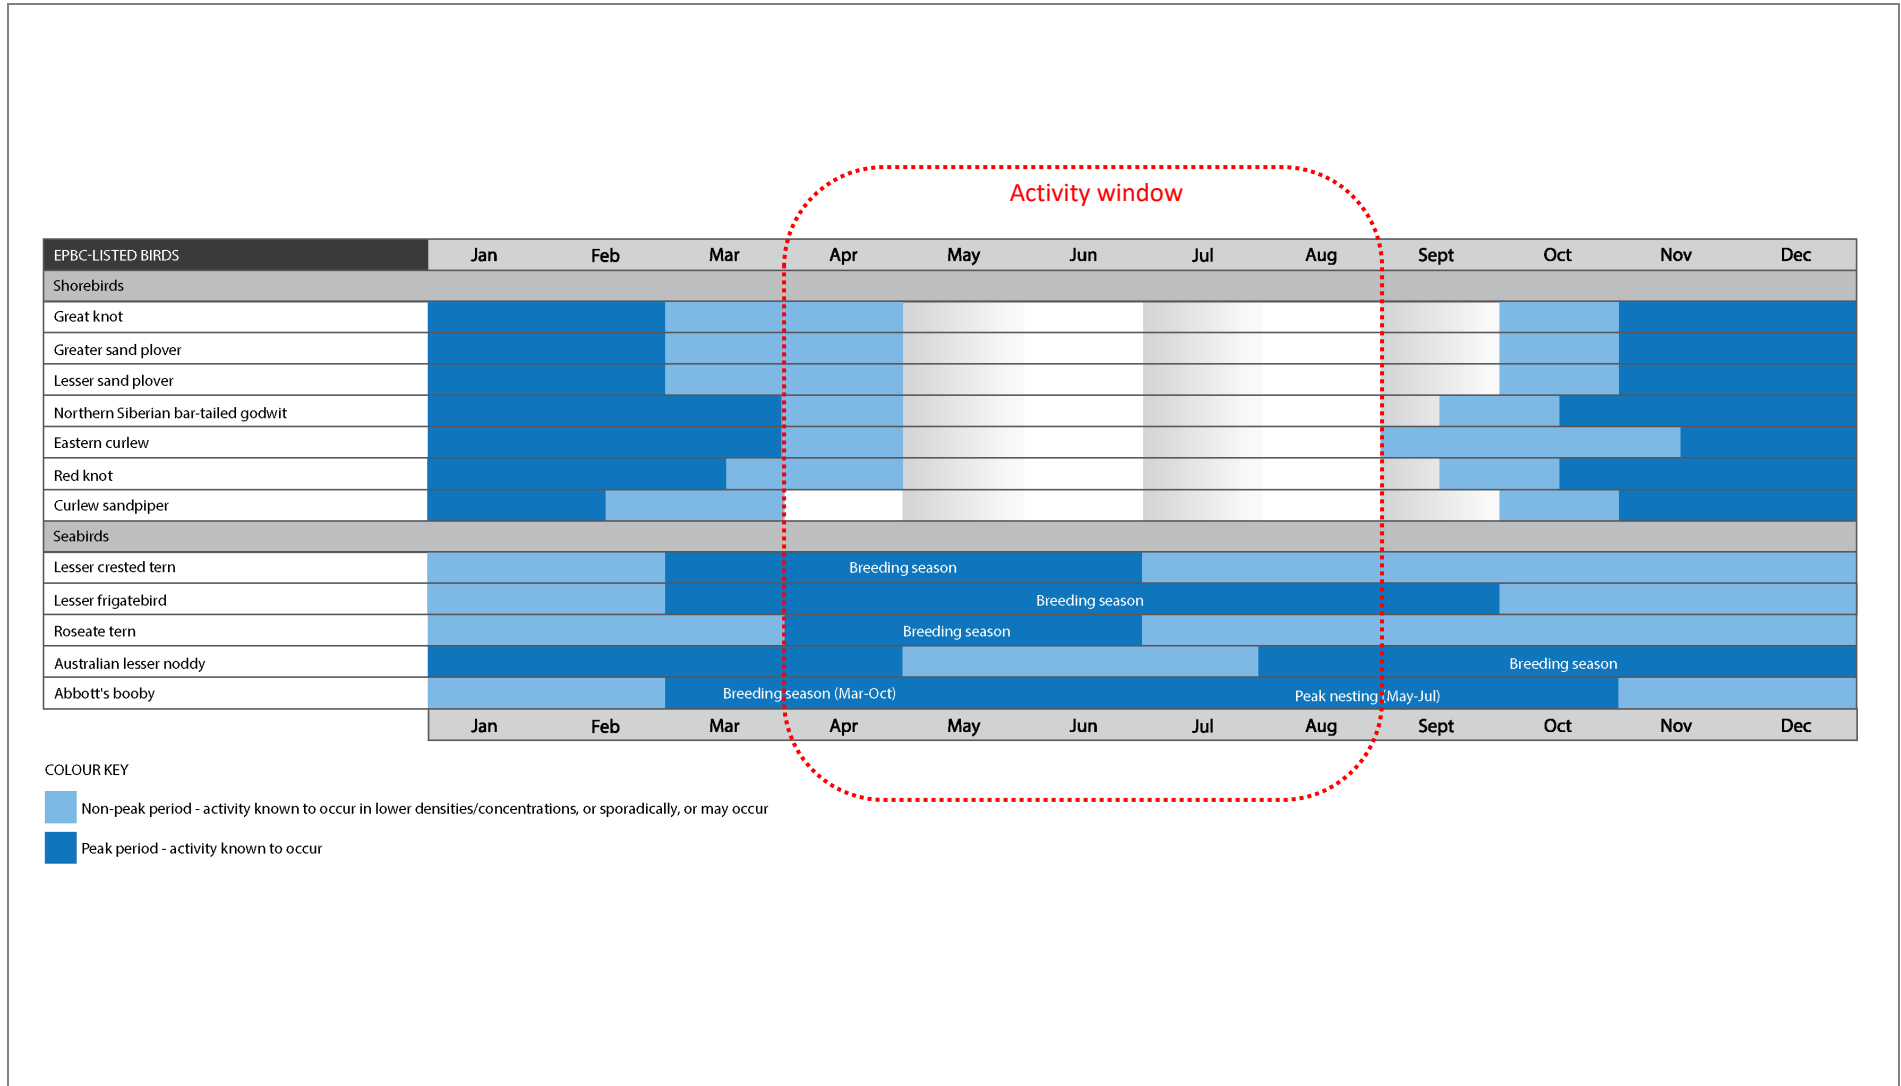 Activity window
EPBC-LISTED BIRDS Jan Feb Mar Apr May Jun Jul Aug Sept Oct Nov Dec
Shorebirds
Great knot
Greater sand plover
Lesser sand plover
Northern Siberian bar-tailed godwit
Eastern curlew
Red knot
Curlew sandpiper
Seabirds
Lesser crested tern Breeding season
Lesser frigatebird Breeding season
Roseate tern Breeding season
Australian lesser noddy Breeding season
Abbott's booby Breeding season (Mar-Oct) Peak nesting (May-Jul)
Jan Feb Mar Apr May Jun Jul Aug Sept Oct Nov Dec
COLOUR KEY
Non-peak period - activity known to occur in lower densities/concentrations, or sporadically, or may occur
Peak period - activity known to occur